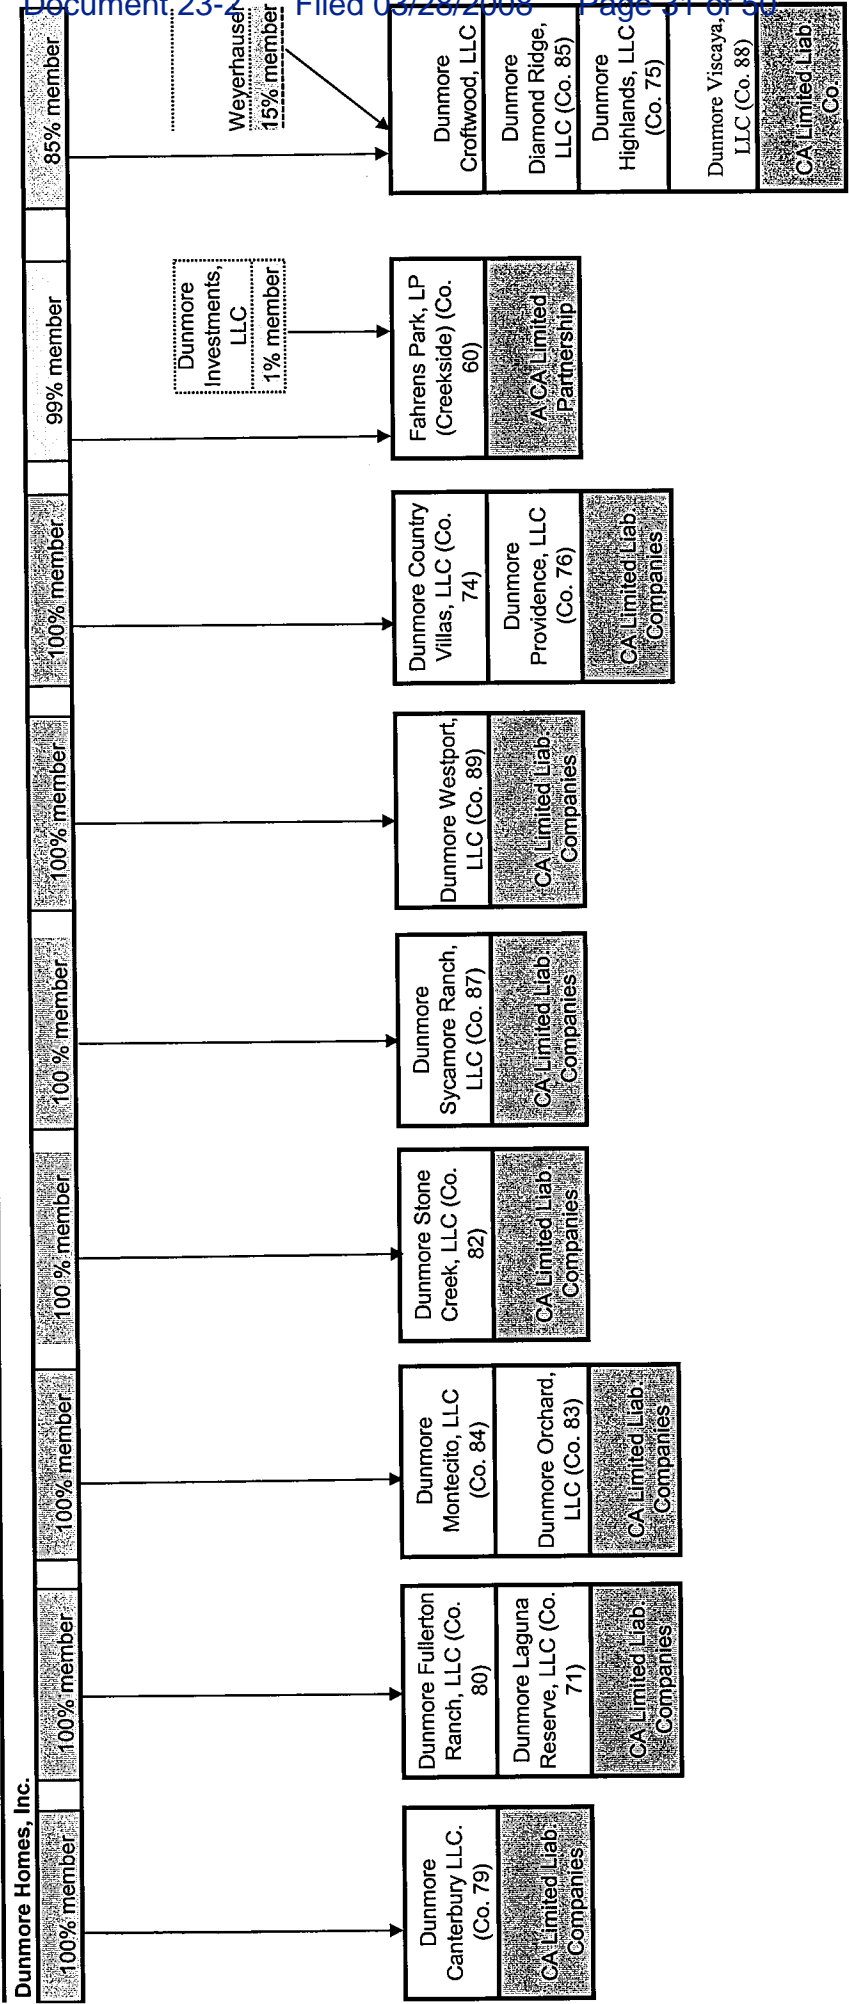 Document 23-2 Filed 03/28/2008 Page 31 of 50
Dunmore Homes, Inc.
100% member
100% member
100% member
100 % member
100 % member
100% member
100% member
99% member
85% member
Dunmore
Investments,
LLC
1% member
Weyerhauser
15% member
Dunmore
Canterbury LLC.
(Co. 79)
CA Limited Liab.
Companies
Dunmore Fullerton
Ranch, LLC (Co.
80)
Dunmore Laguna
Reserve, LLC (Co.
71)
CA Limited Liab.
Companies
Dunmore
Montecito, LLC
(Co. 84)
Dunmore Orchard,
LLC (Co. 83)
CA Limited Liab.
Companies
Dunmore Stone
Creek, LLC (Co.
82)
CA Limited Liab.
Companies
Dunmore
Sycamore Ranch,
LLC (Co. 87)
CA Limited Liab.
Companies
Dunmore Westport,
LLC (Co. 89)
CA Limited Liab.
Companies
Dunmore Country
Villas, LLC (Co.
74)
Dunmore
Providence, LLC
(Co. 76)
CA Limited Liab.
Companies
Fahrens Park, LP
(Creekside) (Co.
60)
A CA Limited
Partnership
Dunmore
Croftwood, LLC
Dunmore
Diamond Ridge,
LLC (Co. 85)
Dunmore
Highlands, LLC
(Co. 75)
Dunmore Viscaya,
LLC (Co. 88)
CA Limited Liab.
Co.